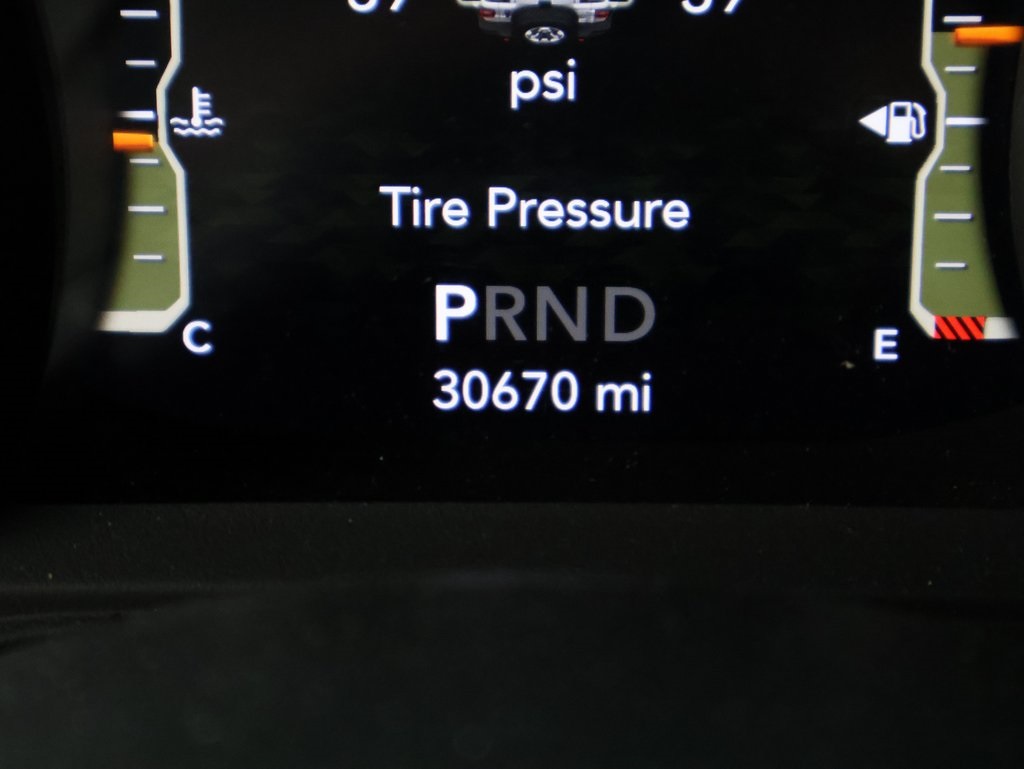 psi
Tire Pressure
PRND
C
E
30670 mi